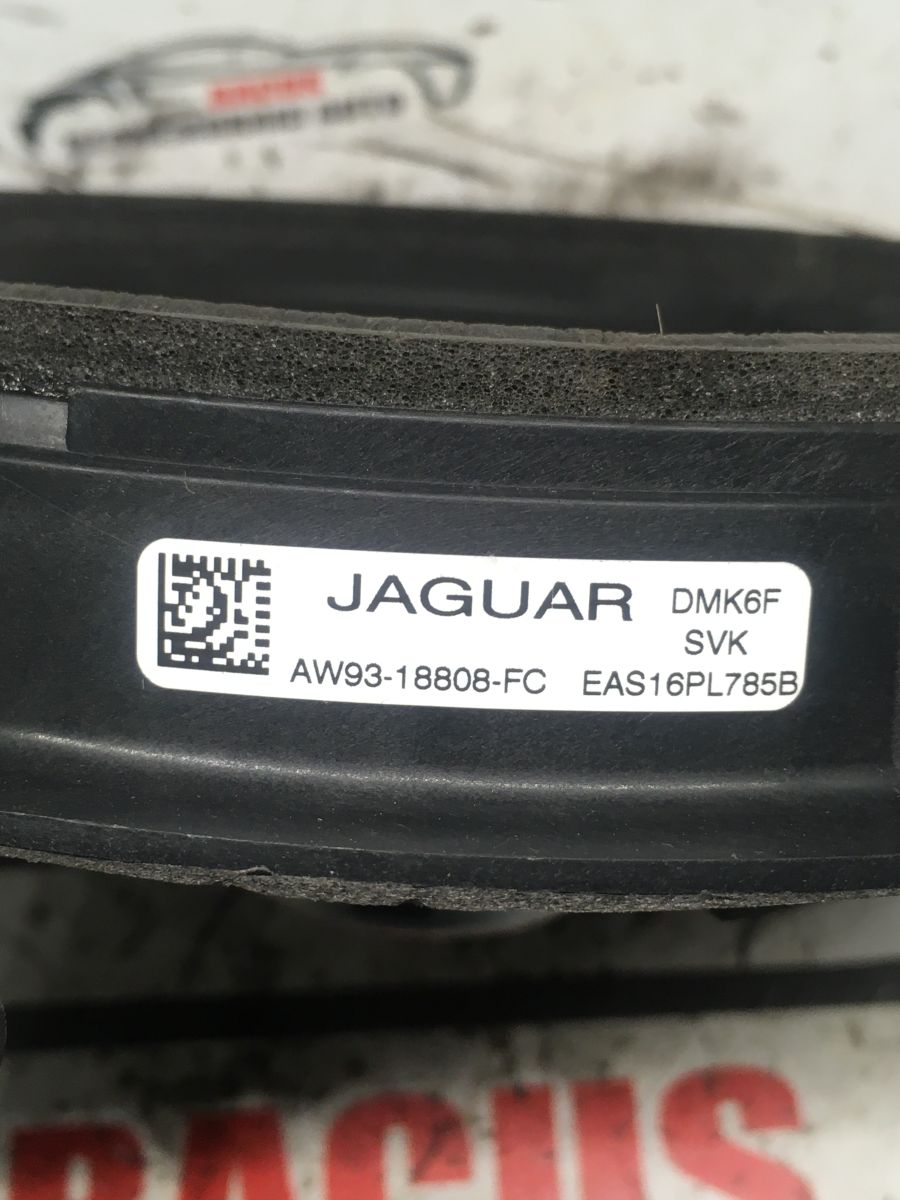 JAGUAR
DMK6F
SVK
AW93-18808-FC
EAS16PL785B